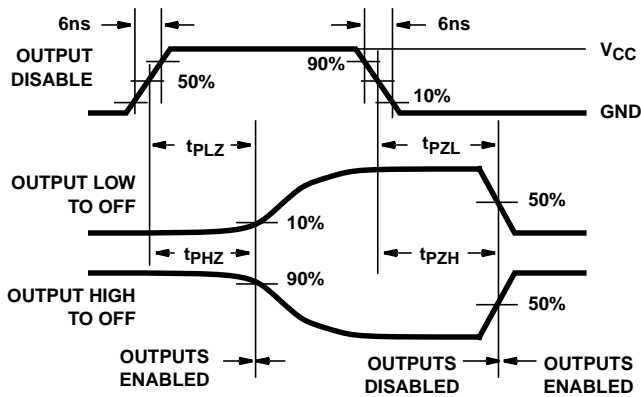 6ns
6ns
OUTPUT
DISABLE
50%
90%
10%
VCC
GND
tPLZ
tPZL
OUTPUT LOW
TO OFF
10%
50%
tPHZ
tPZH
90%
OUTPUT HIGH
TO OFF
50%
OUTPUTS
ENABLED
OUTPUTS
DISABLED
OUTPUTS
ENABLED